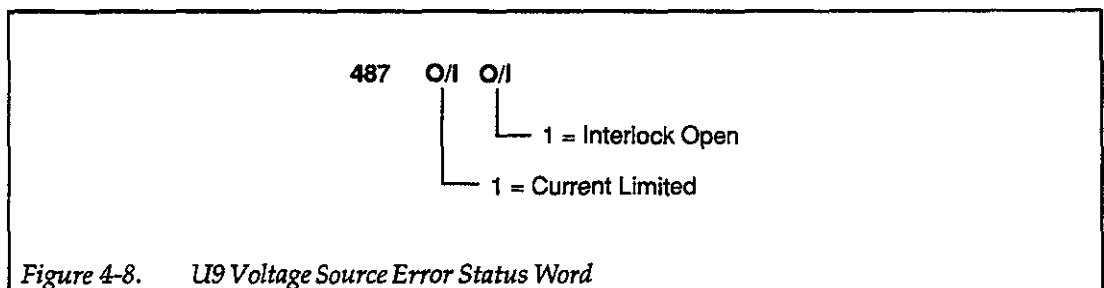 487 O/I O/I
1 = Interlock Open
1 = Current Limited
Figure 4-8. U9 Voltage Source Error Status Word